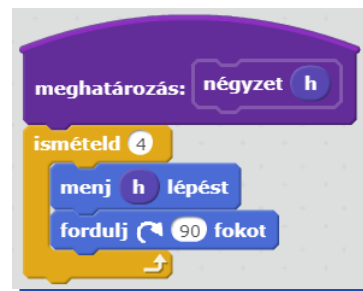 meghatározás: négyzet h
ismételd 4
menj h lépést
fordulj ↻ 90 fokot